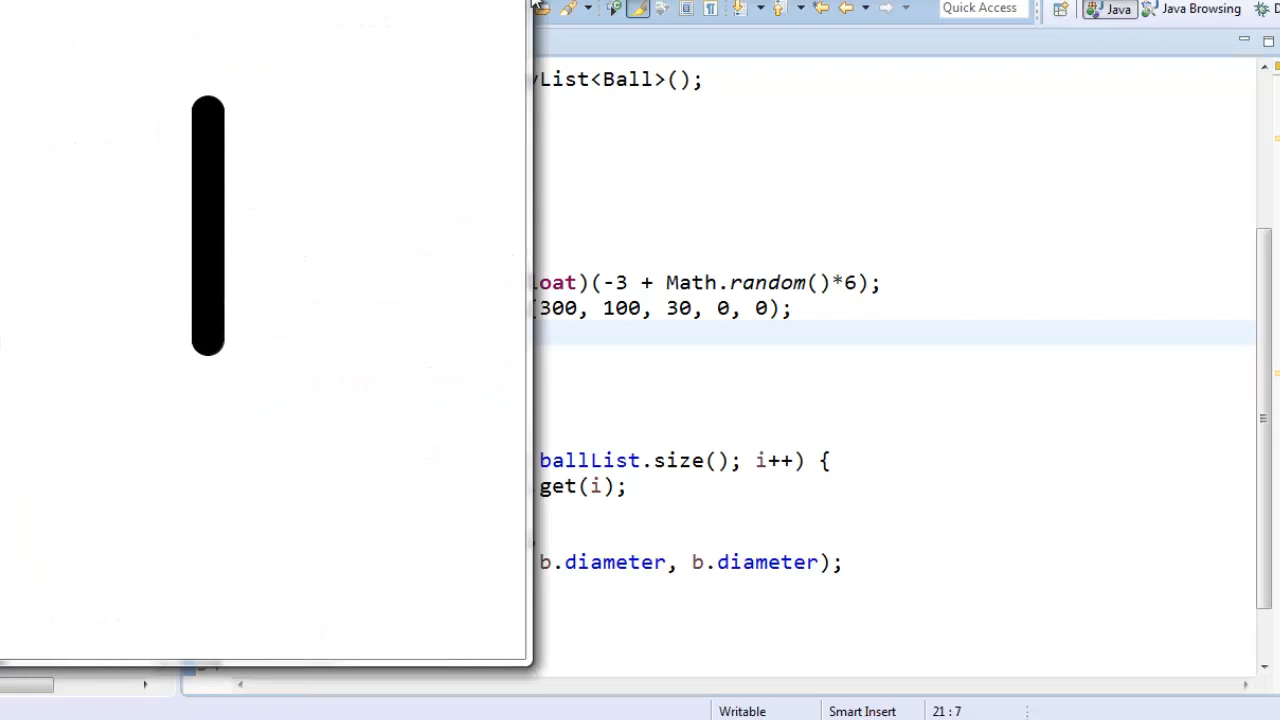 Quick Access
Java
Java Browsing
List<Ball>();
oat)(-3 + Math.random()*6);
300, 100, 30, 0, 0);
ballList.size(); i++) {
get(i);
b.diameter, b.diameter);
Writable
Smart Insert
21 : 7